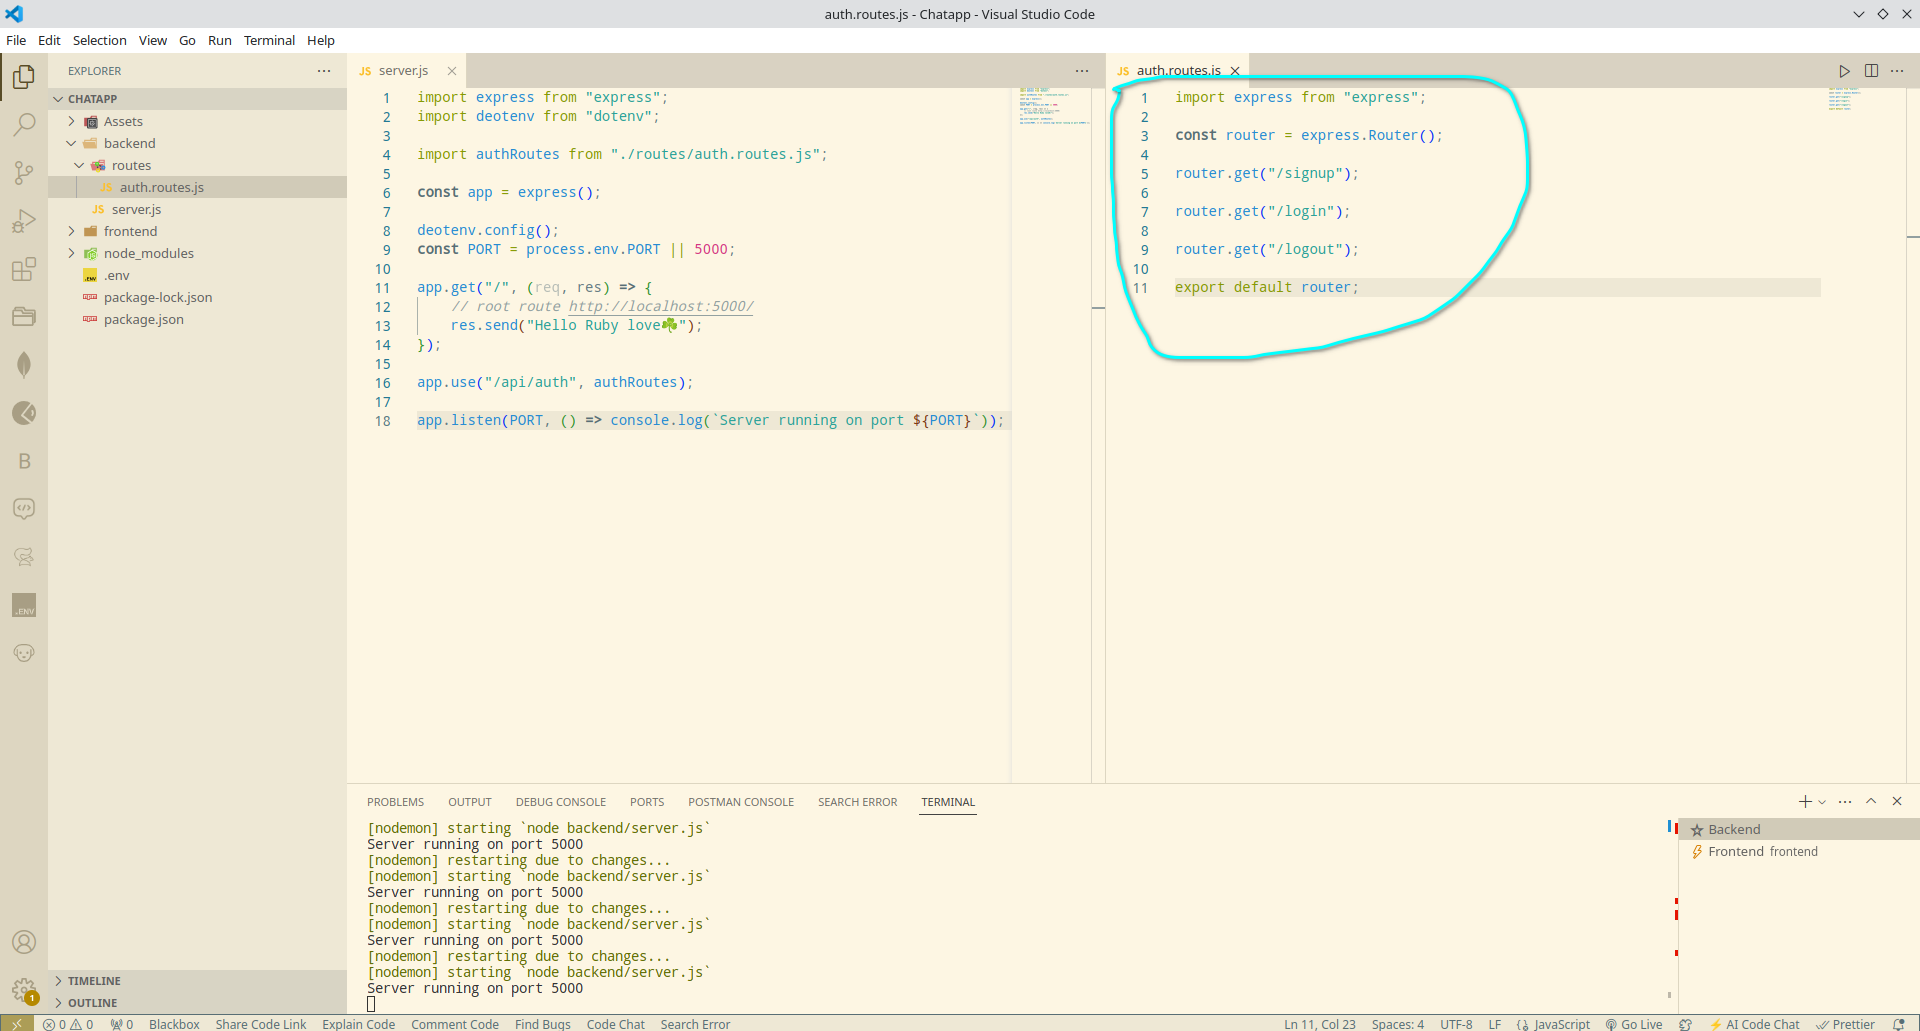 auth.routes.js - Chatapp - Visual Studio Code
File Edit Selection View Go Run Terminal Help
EXPLORER
CHATAPP
Assets
backend
routes
JS auth.routes.js
JS server.js
frontend
node_modules
.ENV .env
package-lock.json
package.json
B
.ENV
1
TIMELINE
OUTLINE
JS server.js
1 import express from "express";
2 import deotenv from "dotenv";
3
4 import authRoutes from "./routes/auth.routes.js";
5
6 const app = express();
7
8 deotenv.config();
9 const PORT = process.env.PORT || 5000;
10
11 app.get("/", (req, res) => {
12 // root route http://localhost:5000/
13 res.send("Hello Ruby love☘️");
14 });
15
16 app.use("/api/auth", authRoutes);
17
18 app.listen(PORT, () => console.log(`Server running on port ${PORT}`));
JS auth.routes.js
1 import express from "express";
2
3 const router = express.Router();
4
5 router.get("/signup");
6
7 router.get("/login");
8
9 router.get("/logout");
10
11 export default router;
PROBLEMS OUTPUT DEBUG CONSOLE PORTS POSTMAN CONSOLE SEARCH ERROR TERMINAL
[nodemon] starting `node backend/server.js`
Server running on port 5000
[nodemon] restarting due to changes...
[nodemon] starting `node backend/server.js`
Server running on port 5000
[nodemon] restarting due to changes...
[nodemon] starting `node backend/server.js`
Server running on port 5000
[nodemon] restarting due to changes...
[nodemon] starting `node backend/server.js`
Server running on port 5000
Backend
Frontend frontend
0 0 0 Blackbox Share Code Link Explain Code Comment Code Find Bugs Code Chat Search Error Ln 11, Col 23 Spaces: 4 UTF-8 LF {} JavaScript Go Live AI Code Chat Prettier